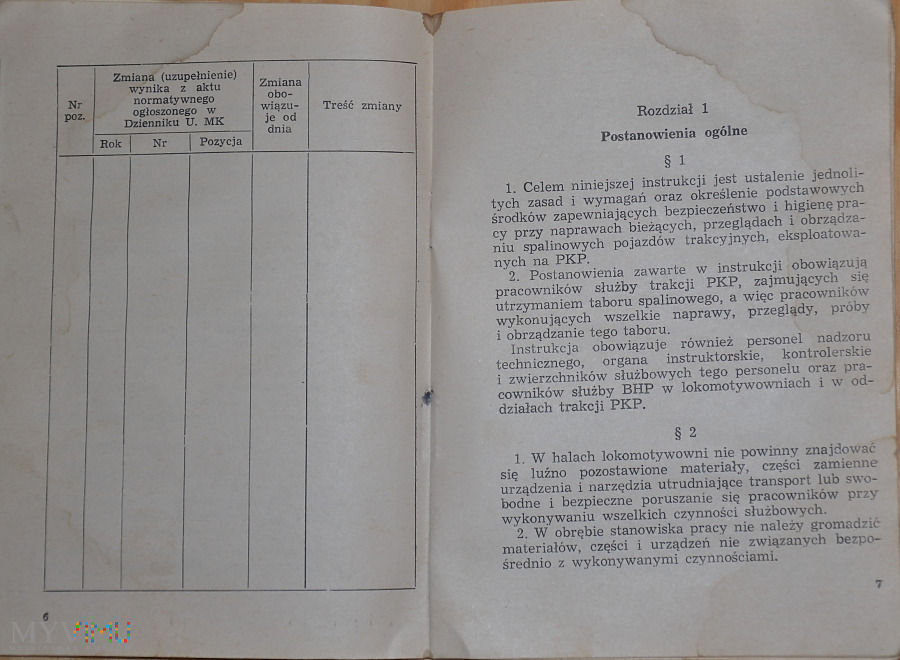 Nr
poz.
Zmiana (uzupełnienie)
wynika z aktu
normatywnego
ogłoszonego w
Dzienniku U. MK
Rok
Nr
Pozycja
Zmiana
obo-
wiązu-
je od
dnia
Treść zmiany
6
MYVIMU
Rozdział 1
Postanowienia ogólne
§ 1
1. Celem niniejszej instrukcji jest ustalenie jednoli-
tych zasad i wymagań oraz określenie podstawowych
środków zapewniających bezpieczeństwo i higienę pra-
cy przy naprawach bieżących, przeglądach i obrządza-
niu spalinowych pojazdów trakcyjnych, eksploatowa-
nych na PKP.
2. Postanowienia zawarte w instrukcji obowiązują
pracowników służby trakcji PKP, zajmujących się
utrzymaniem taboru spalinowego, a więc pracowników
wykonujących wszelkie naprawy, przeglądy, próby
i obrządzanie tego taboru.
Instrukcja obowiązuje również personel nadzoru
technicznego, organa instruktorskie, kontrolerskie
i zwierzchników służbowych tego personelu oraz pra-
cowników służby BHP w lokomotywowniach i w od-
działach trakcji PKP.
§ 2
1. W halach lokomotywowni nie powinny znajdować
się luźno pozostawione materiały, części zamienne
urządzenia i narzędzia utrudniające transport lub swo-
bodne i bezpieczne poruszanie się pracowników przy
wykonywaniu wszelkich czynności służbowych.
2. W obrębie stanowiska pracy nie należy gromadzić
materiałów, części i urządzeń nie związanych bezpo-
średnio z wykonywanymi czynnościami.
7